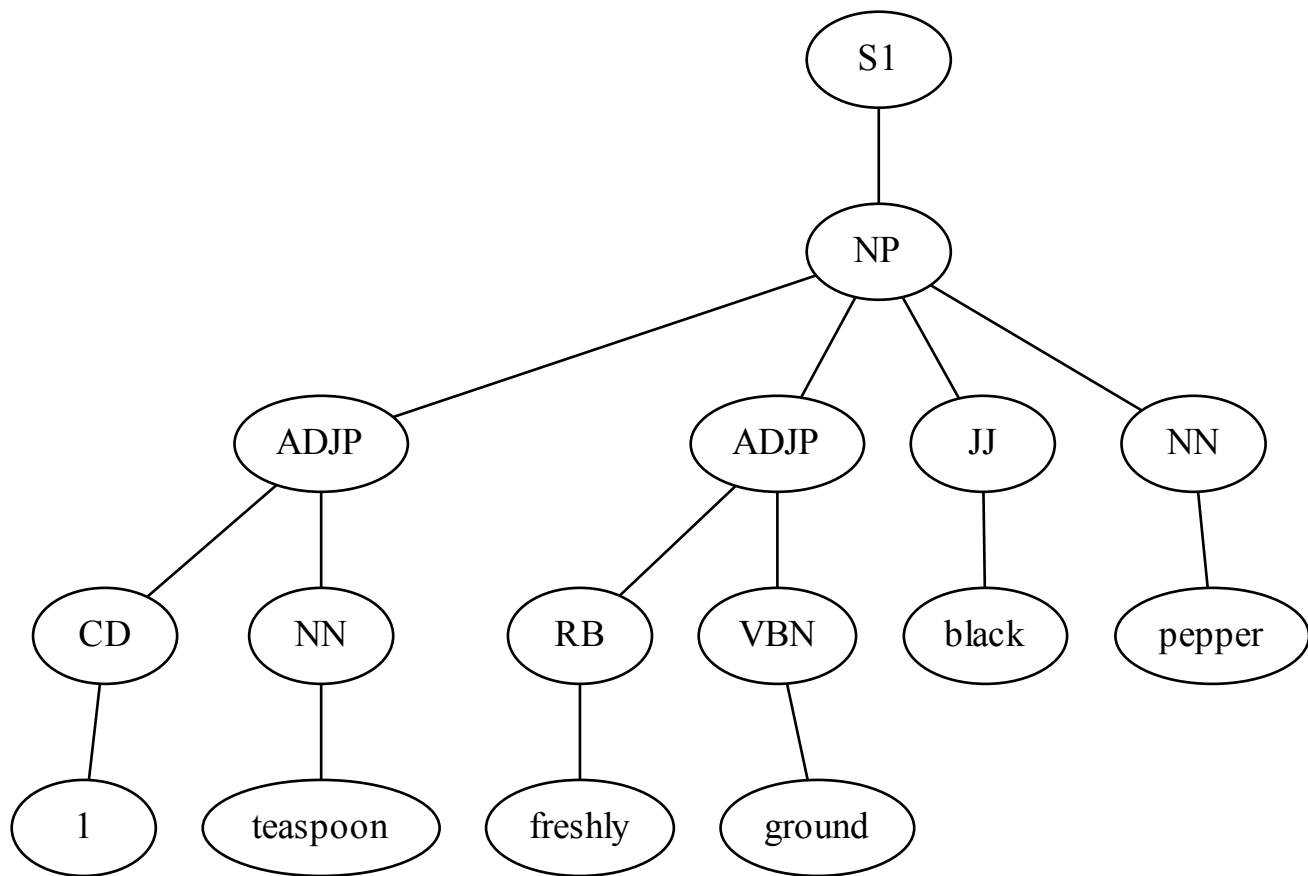 S1
NP
ADJP ADJP JJ NN
CD NN RB VBN black pepper
1 teaspoon freshly ground